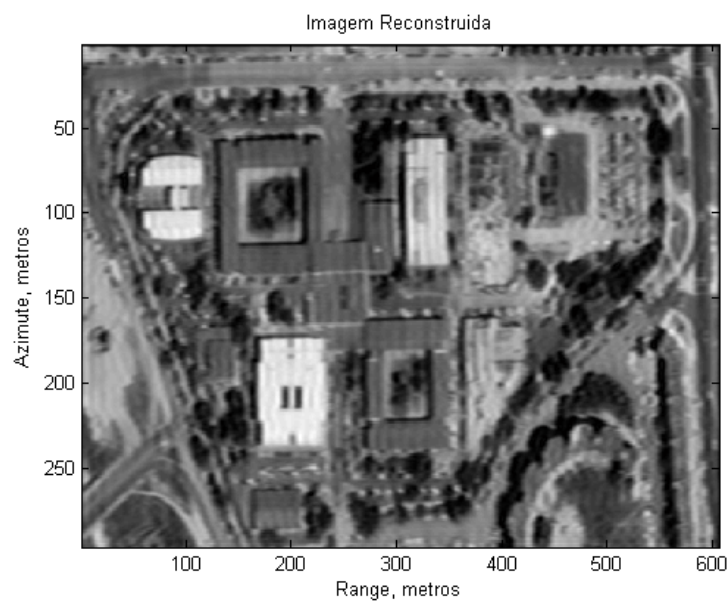 Imagem Reconstruida
50
100
150
200
250
Azimute, metros
100 200 300 400 500 600
Range, metros